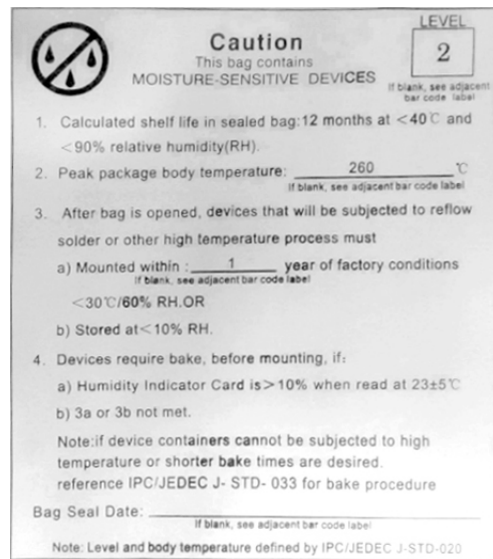 LEVEL
Caution
2
This bag contains
MOISTURE-SENSITIVE DEVICES
If blank, see adjacent
bar code label
1. Calculated shelf life in sealed bag:12 months at <40℃ and
<90% relative humidity(RH).
2. Peak package body temperature: 260 ℃
If blank, see adjacent bar code label
3. After bag is opened, devices that will be subjected to reflow
solder or other high temperature process must
a) Mounted within : 1 year of factory conditions
If blank, see adjacent bar code label
<30℃/60% RH.OR
b) Stored at<10% RH.
4. Devices require bake, before mounting, if:
a) Humidity Indicator Card is>10% when read at 23±5℃
b) 3a or 3b not met.
Note:if device containers cannot be subjected to high
temperature or shorter bake times are desired.
reference IPC/JEDEC J- STD- 033 for bake procedure
Bag Seal Date:
If blank, see adjacent bar code label
Note: Level and body temperature defined by IPC/JEDEC J-STD-020